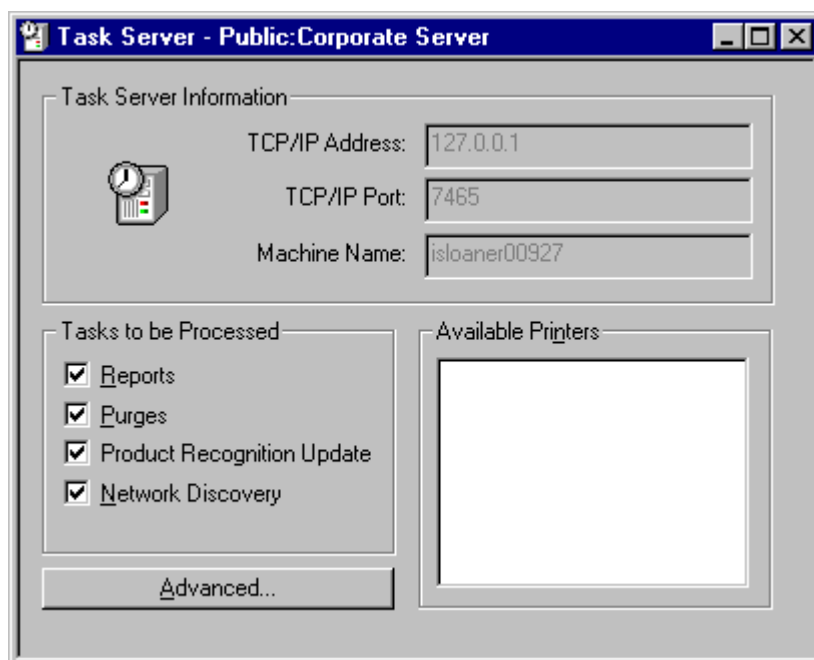 Task Server - Public:Corporate Server
Task Server Information
TCP/IP Address:
127.0.0.1
TCP/IP Port:
7465
Machine Name:
isloaner00927
Tasks to be Processed
Reports
Purges
Product Recognition Update
Network Discovery
Advanced...
Available Printers